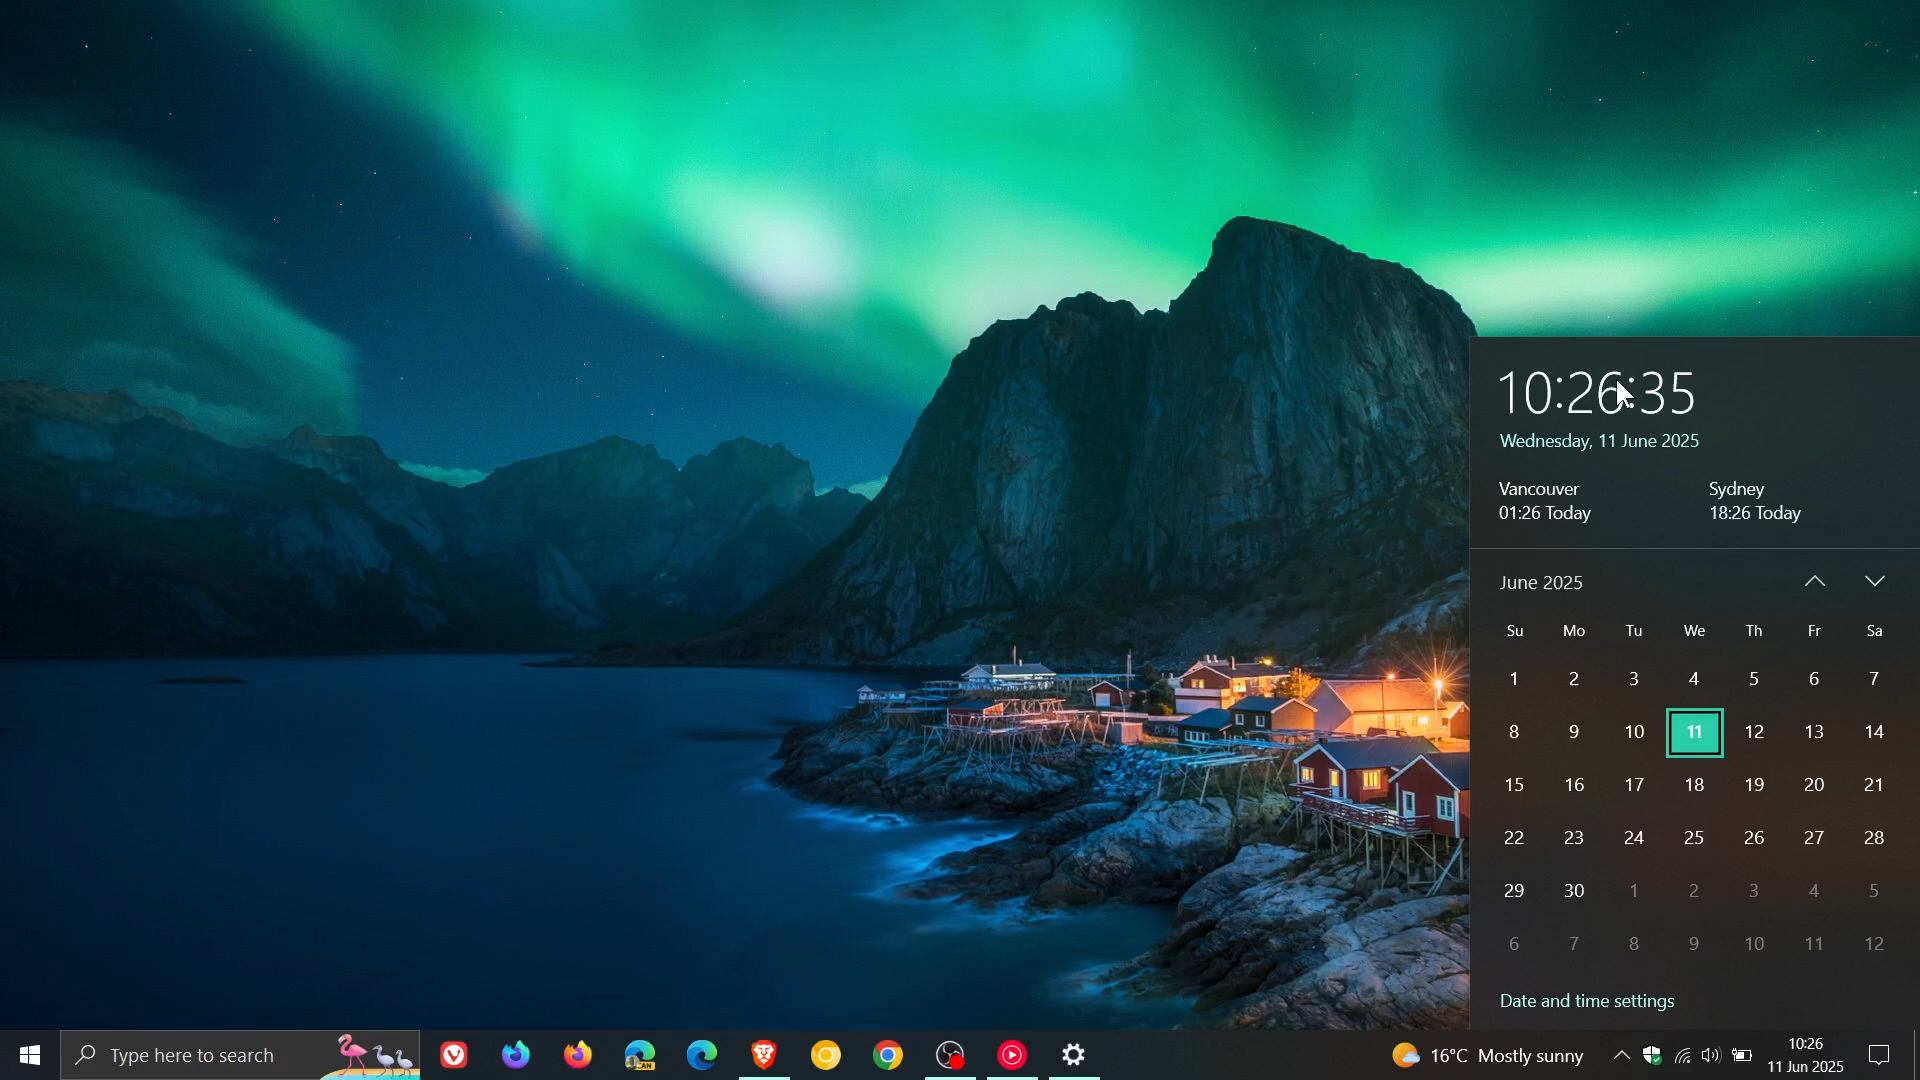 10:26:35
Wednesday, 11 June 2025
Vancouver
01:26 Today
Sydney
18:26 Today
June 2025
Su Mo Tu We Th Fr Sa
1 2 3 4 5 6 7
8 9 10 11 12 13 14
15 16 17 18 19 20 21
22 23 24 25 26 27 28
29 30 1 2 3 4 5
6 7 8 9 10 11 12
Date and time settings
Type here to search
CAN
16°C Mostly sunny
10:26
11 Jun 2025